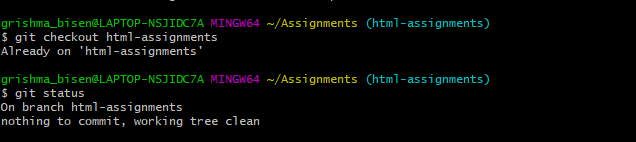 grishma_bisen@LAPTOP-NSJIDC7A MINGW64 ~/Assignments (html-assignments)
$ git checkout html-assignments
Already on 'html-assignments'
grishma_bisen@LAPTOP-NSJIDC7A MINGW64 ~/Assignments (html-assignments)
$ git status
On branch html-assignments
nothing to commit, working tree clean